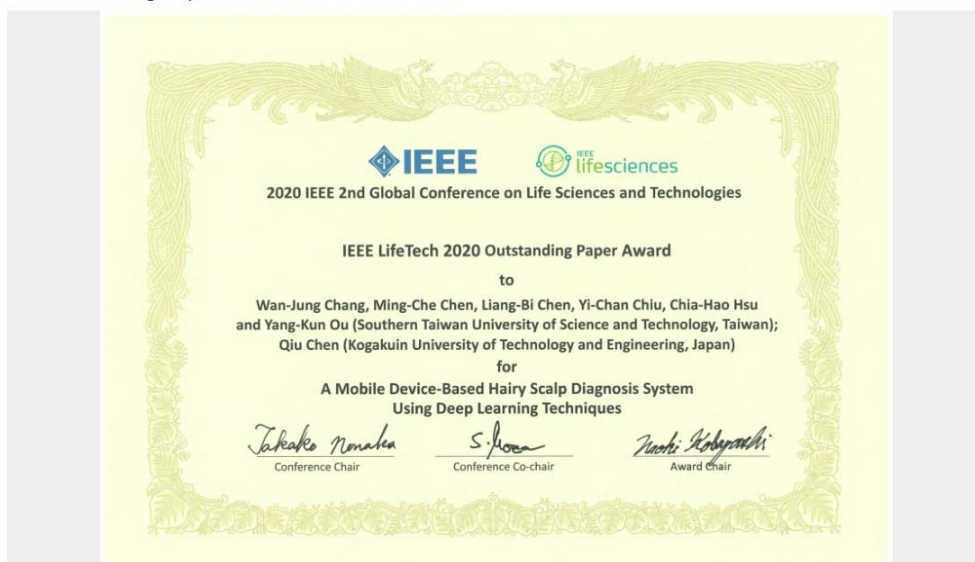 IEEE
IEEE
lifesciences
2020 IEEE 2nd Global Conference on Life Sciences and Technologies
IEEE LifeTech 2020 Outstanding Paper Award
to
Wan-Jung Chang, Ming-Che Chen, Liang-Bi Chen, Yi-Chan Chiu, Chia-Hao Hsu
and Yang-Kun Ou (Southern Taiwan University of Science and Technology, Taiwan);
Qiu Chen (Kogakuin University of Technology and Engineering, Japan)
for
A Mobile Device-Based Hairy Scalp Diagnosis System
Using Deep Learning Techniques
Takako Nonaka
Naoki Kobayashi
Conference Chair
Conference Co-chair
Award Chair